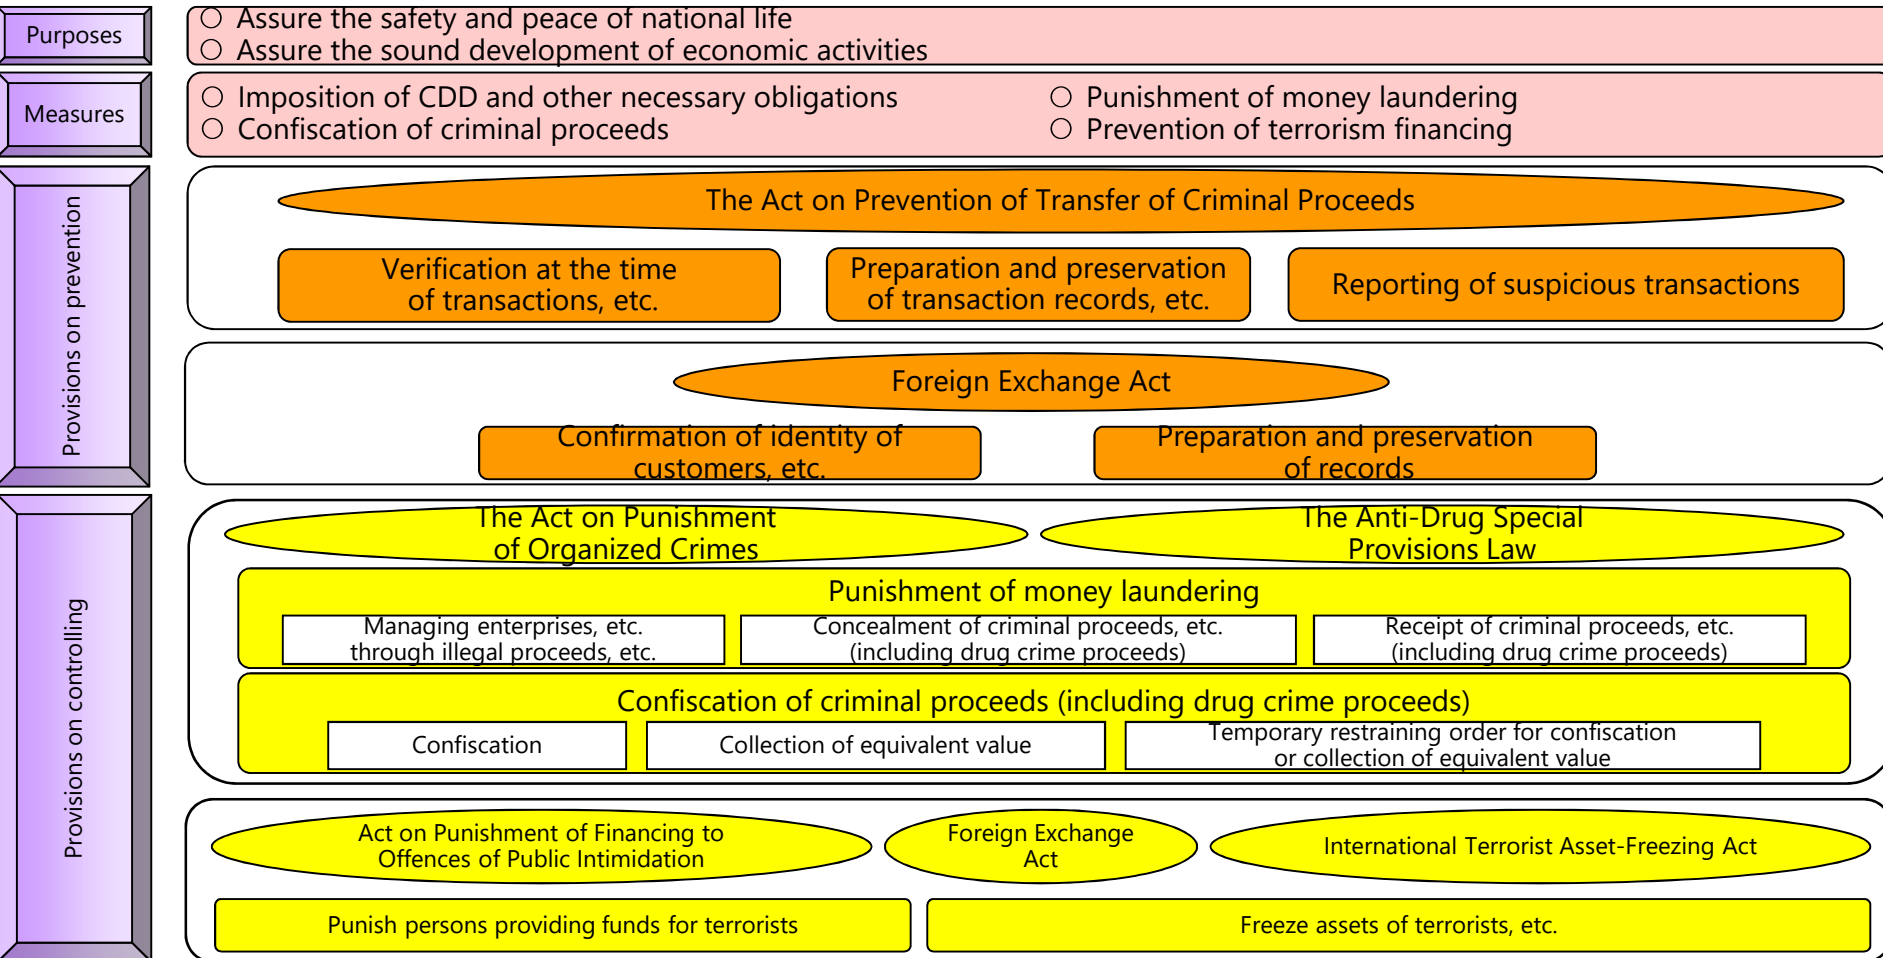 Purposes
○ Assure the safety and peace of national life
○ Assure the sound development of economic activities
Measures
○ Imposition of CDD and other necessary obligations
○ Confiscation of criminal proceeds
○ Punishment of money laundering
○ Prevention of terrorism financing
Provisions on prevention
The Act on Prevention of Transfer of Criminal Proceeds
Verification at the time
of transactions, etc.
Preparation and preservation
of transaction records, etc.
Reporting of suspicious transactions
Foreign Exchange Act
Confirmation of identity of
customers, etc.
Preparation and preservation
of records
Provisions on controlling
The Act on Punishment
of Organized Crimes
The Anti-Drug Special
Provisions Law
Punishment of money laundering
Managing enterprises, etc.
through illegal proceeds, etc.
Concealment of criminal proceeds, etc.
(including drug crime proceeds)
Receipt of criminal proceeds, etc.
(including drug crime proceeds)
Confiscation of criminal proceeds (including drug crime proceeds)
Confiscation
Collection of equivalent value
Temporary restraining order for confiscation
or collection of equivalent value
Act on Punishment of Financing to
Offences of Public Intimidation
Foreign Exchange
Act
International Terrorist Asset-Freezing Act
Punish persons providing funds for terrorists
Freeze assets of terrorists, etc.